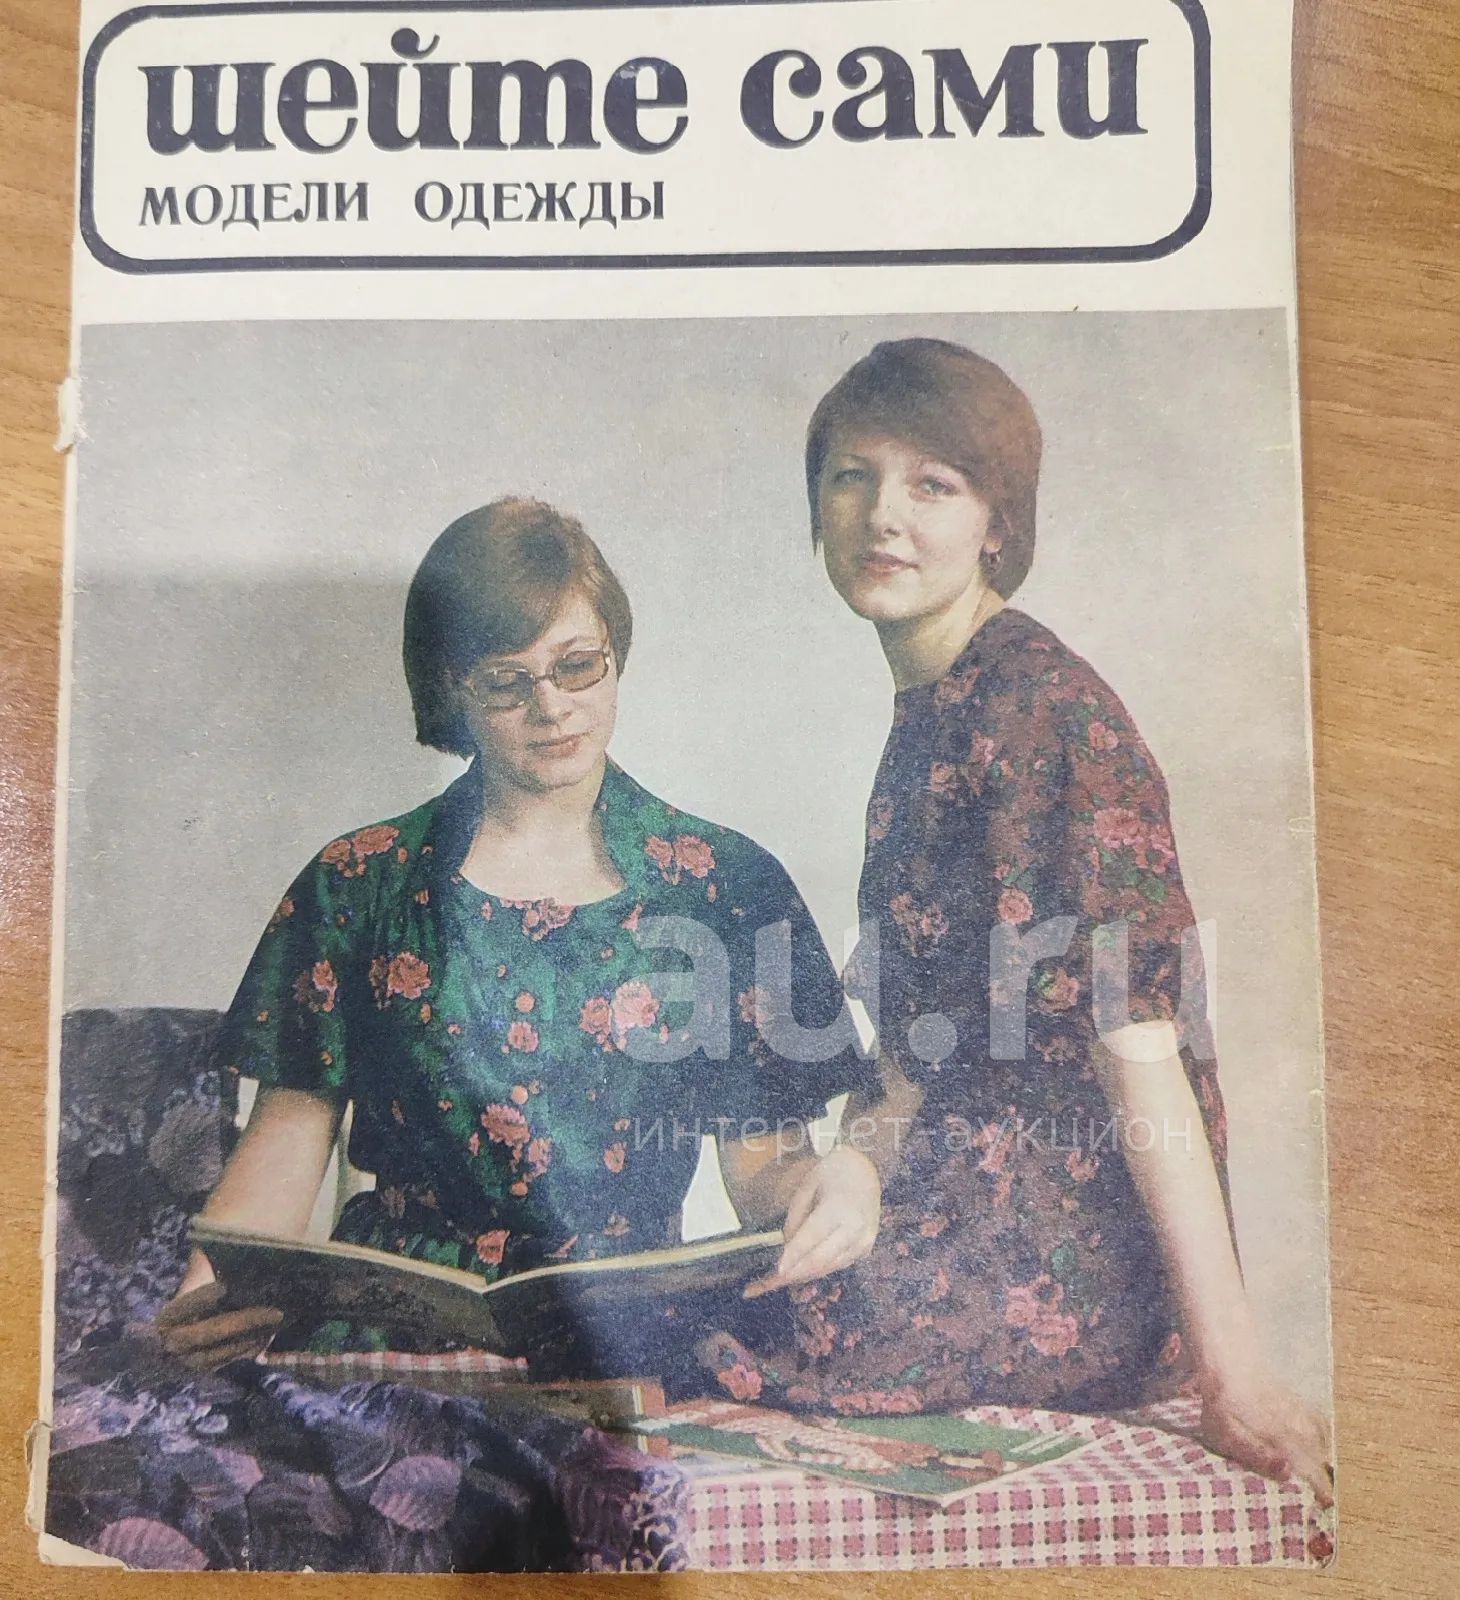 шейте сами
МОДЕЛИ ОДЕЖДЫ
au.ru
интернет-аукцион